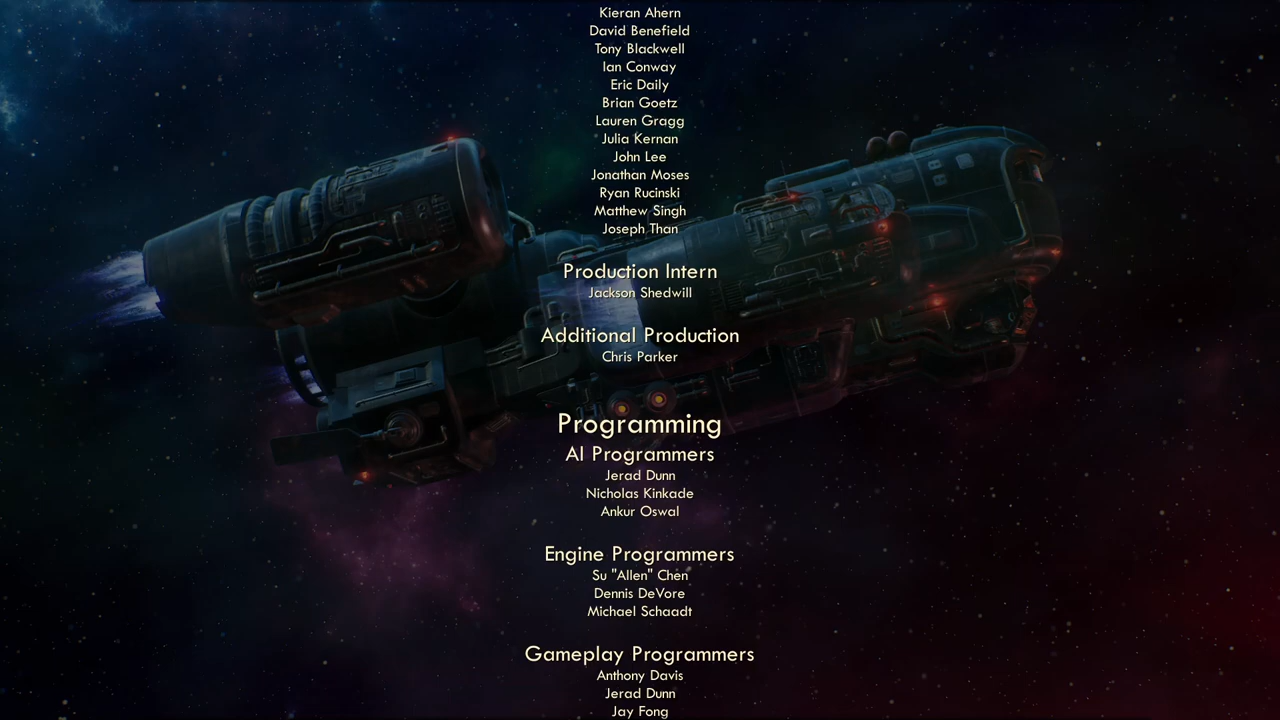 Kieran Ahern
David Benefield
Tony Blackwell
Ian Conway
Eric Daily
Brian Goetz
Lauren Gragg
Julia Kernan
John Lee
Jonathan Moses
Ryan Rucinski
Matthew Singh
Joseph Than
Production Intern
Jackson Shedwill
Additional Production
Chris Parker
Programming
AI Programmers
Jerad Dunn
Nicholas Kinkade
Ankur Oswal
Engine Programmers
Su "Allen" Chen
Dennis DeVore
Michael Schaadt
Gameplay Programmers
Anthony Davis
Jerad Dunn
Jay Fong